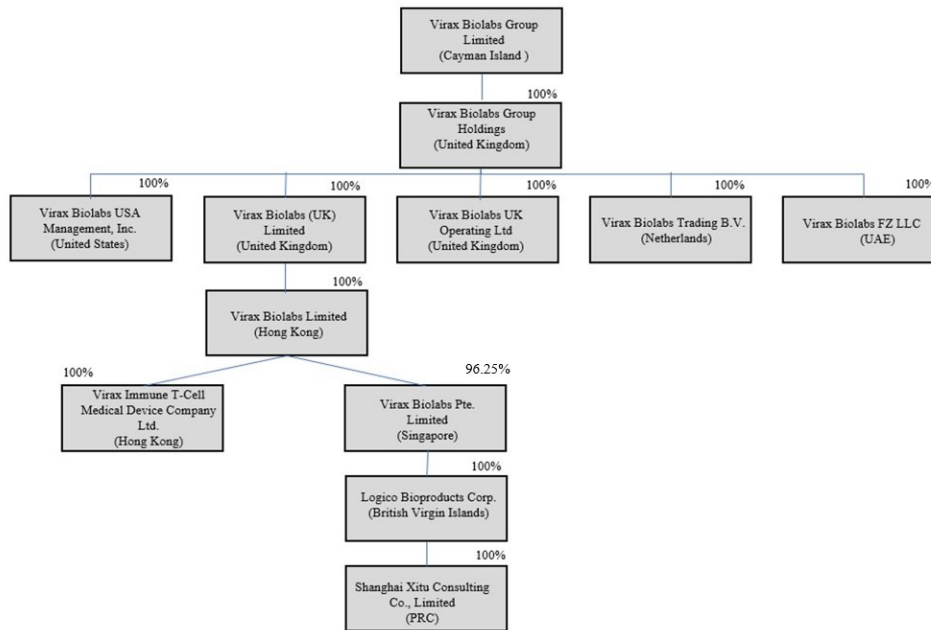 Virax Biolabs Group
Limited
(Cayman Island )
100%
Virax Biolabs Group
Holdings
(United Kingdom)
100%
100%
100%
100%
100%
Virax Biolabs USA
Management, Inc.
(United States)
Virax Biolabs (UK)
Limited
(United Kingdom)
Virax Biolabs UK
Operating Ltd
(United Kingdom)
Virax Biolabs Trading B.V.
(Netherlands)
Virax Biolabs FZ LLC
(UAE)
100%
Virax Biolabs Limited
(Hong Kong)
100%
96.25%
Virax Immune T-Cell
Medical Device Company
Ltd.
(Hong Kong)
Virax Biolabs Pte.
Limited
(Singapore)
100%
Logico Bioproducts Corp.
(British Virgin Islands)
100%
Shanghai Xitu Consulting
Co., Limited
(PRC)